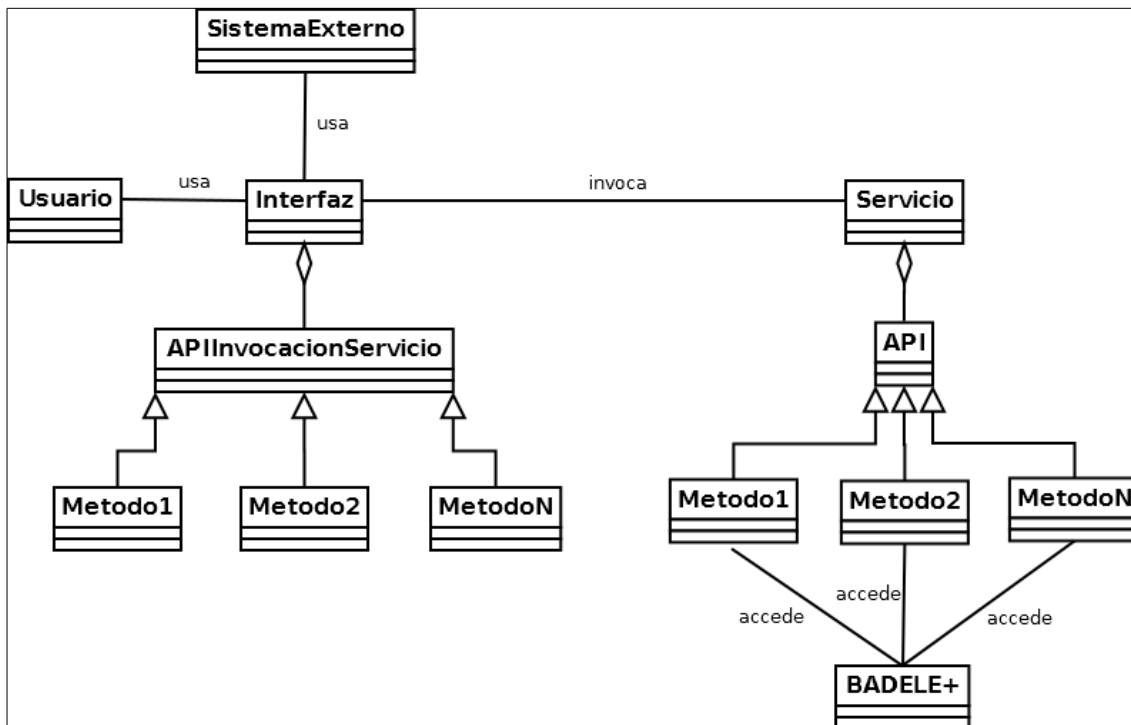 SistemaExterno
usa
usa
invoca
Usuario
Interfaz
Servicio
APIInvocacionServicio
API
Metodo1
Metodo2
MetodoN
Metodo1
Metodo2
MetodoN
accede
accede
accede
BADELE+